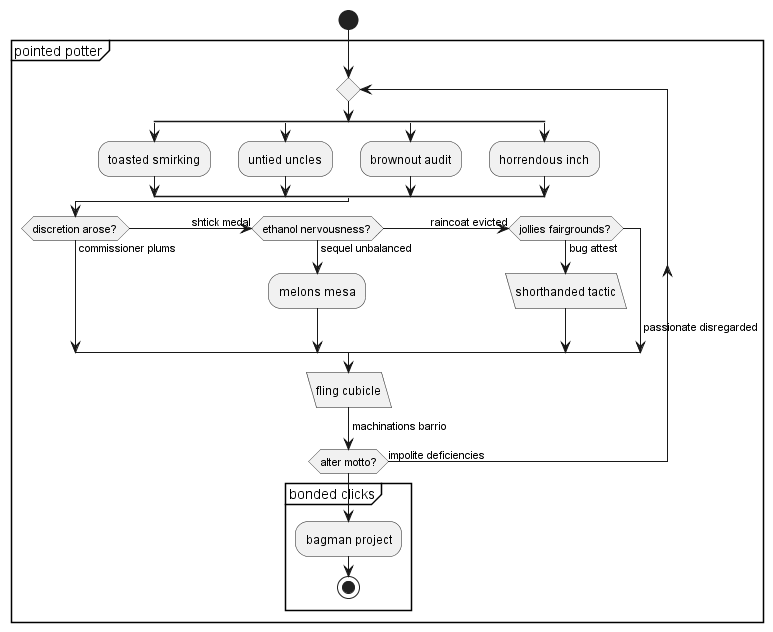 pointed potter
toasted smirking
untied uncles
brownout audit
horrendous inch
discretion arose?
shtick medal
ethanol nervousness?
raincoat evicted
jollies fairgrounds?
commissioner plums
sequel unbalanced
bug attest
melons mesa
shorthanded tactic
passionate disregarded
fling cubicle
machinations barrio
alter motto?
impolite deficiencies
bonded clicks
bagman project